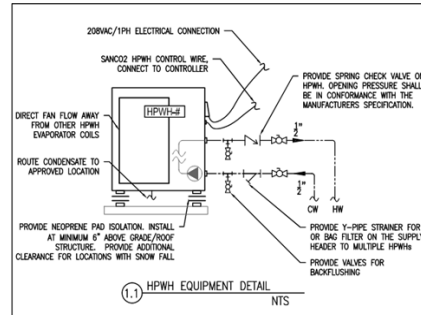 208VAC/1PH ELECTRICAL CONNECTION
SANCO2 HPWH CONTROL WIRE,
CONNECT TO CONTROLLER
PROVIDE SPRING CHECK VALVE
HPWH. OPENING PRESSURE SHALL
BE IN CONFORMANCE WITH THE
MANUFACTURERS SPECIFICATION.
DIRECT FAN FLOW AWAY
FROM OTHER HPWH
EVAPORATOR COILS
HPWH-#
ROUTE CONDENSATE TO
APPROVED LOCATION
1/2"
1/2"
CW
HW
PROVIDE NEOPRENE PAD ISOLATION. INSTALL
AT MINIMUM 6" ABOVE GRADE/ROOF
STRUCTURE. PROVIDE ADDITIONAL
CLEARANCE FOR LOCATIONS WITH SNOW FALL
PROVIDE Y-PIPE STRAINER FOR
OR BAG FILTER ON THE SUPPLY
HEADER TO MULTIPLE HPWHs
PROVIDE VALVES FOR
BACKFLUSHING
1.1 HPWH EQUIPMENT DETAIL
NTS